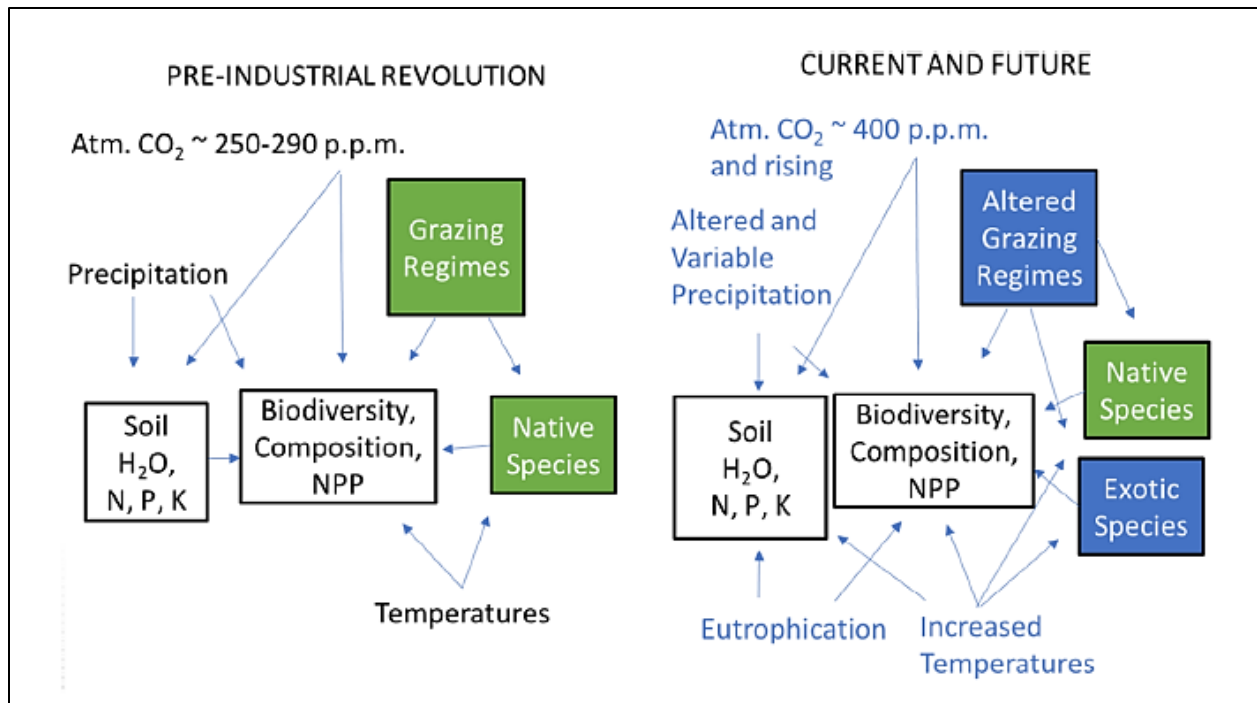 PRE-INDUSTRIAL REVOLUTION
Atm. CO₂ ~ 250-290 p.p.m.
Grazing
Regimes
Precipitation
Soil
H₂O,
N, P, K
Biodiversity,
Composition,
NPP
Native
Species
Temperatures
CURRENT AND FUTURE
Atm. CO₂ ~ 400 p.p.m.
and rising
Altered
Grazing
Regimes
Altered and
Variable
Precipitation
Soil
H₂O
N, P, K
Biodiversity,
Composition,
NPP
Native
Species
Exotic
Species
Eutrophication
Increased
Temperatures